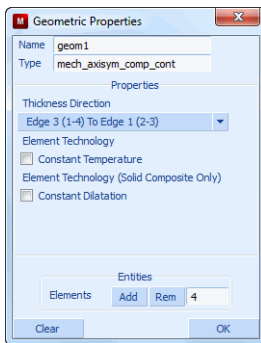 M Geometric Properties X
Name geom1
Type mech_axisym_comp_cont
Properties
Thickness Direction
Edge 3 (1-4) To Edge 1 (2-3)
Element Technology
Constant Temperature
Element Technology (Solid Composite Only)
Constant Dilatation
Entities
Elements Add Rem 4
Clear OK